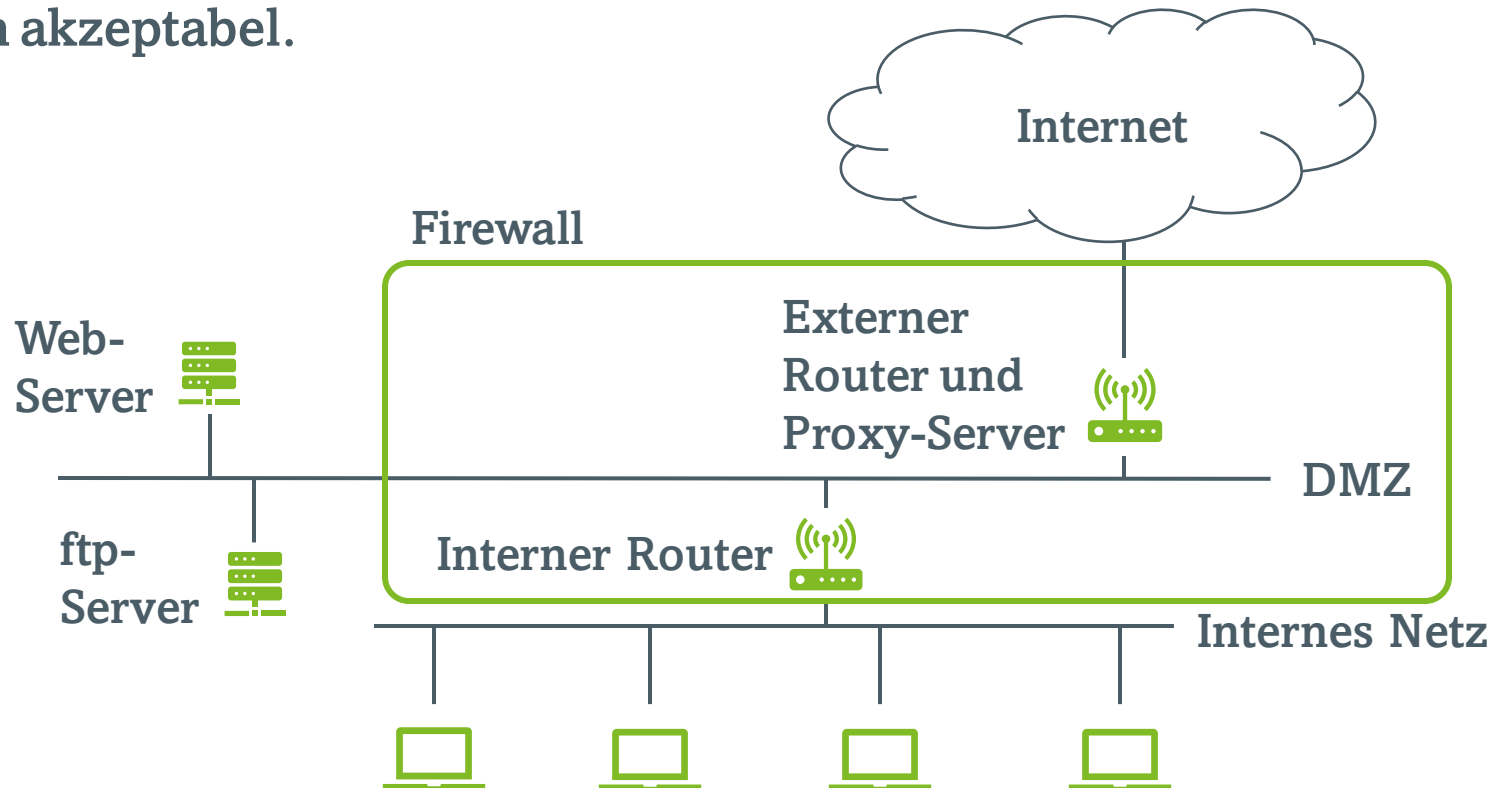 akzeptabel.
Internet
Firewall
Externer
Router und
Proxy-Server
Web-
Server
DMZ
ftp-
Server
Interner Router
Internes Netz